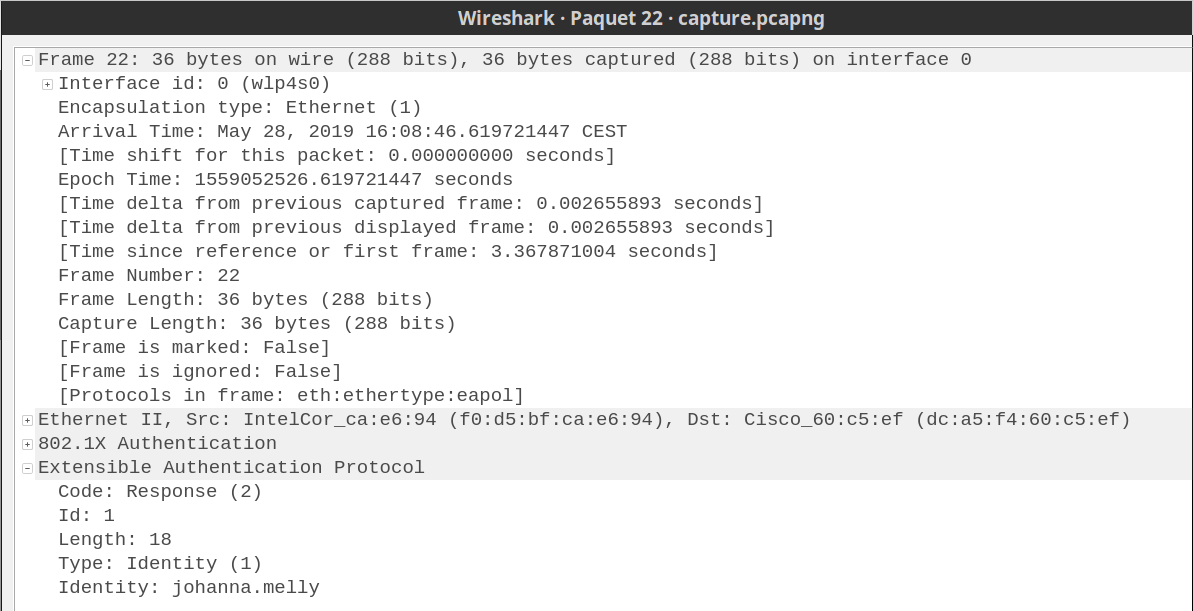 Wireshark · Paquet 22 · capture.pcapng
Frame 22: 36 bytes on wire (288 bits), 36 bytes captured (288 bits) on interface 0
Interface id: 0 (wlp4s0)
Encapsulation type: Ethernet (1)
Arrival Time: May 28, 2019 16:08:46.619721447 CEST
[Time shift for this packet: 0.000000000 seconds]
Epoch Time: 1559052526.619721447 seconds
[Time delta from previous captured frame: 0.002655893 seconds]
[Time delta from previous displayed frame: 0.002655893 seconds]
[Time since reference or first frame: 3.367871004 seconds]
Frame Number: 22
Frame Length: 36 bytes (288 bits)
Capture Length: 36 bytes (288 bits)
[Frame is marked: False]
[Frame is ignored: False]
[Protocols in frame: eth:ethertype:eapol]
Ethernet II, Src: IntelCor_ca:e6:94 (f0:d5:bf:ca:e6:94), Dst: Cisco_60:c5:ef (dc:a5:f4:60:c5:ef)
802.1X Authentication
Extensible Authentication Protocol
Code: Response (2)
Id: 1
Length: 18
Type: Identity (1)
Identity: johanna.melly